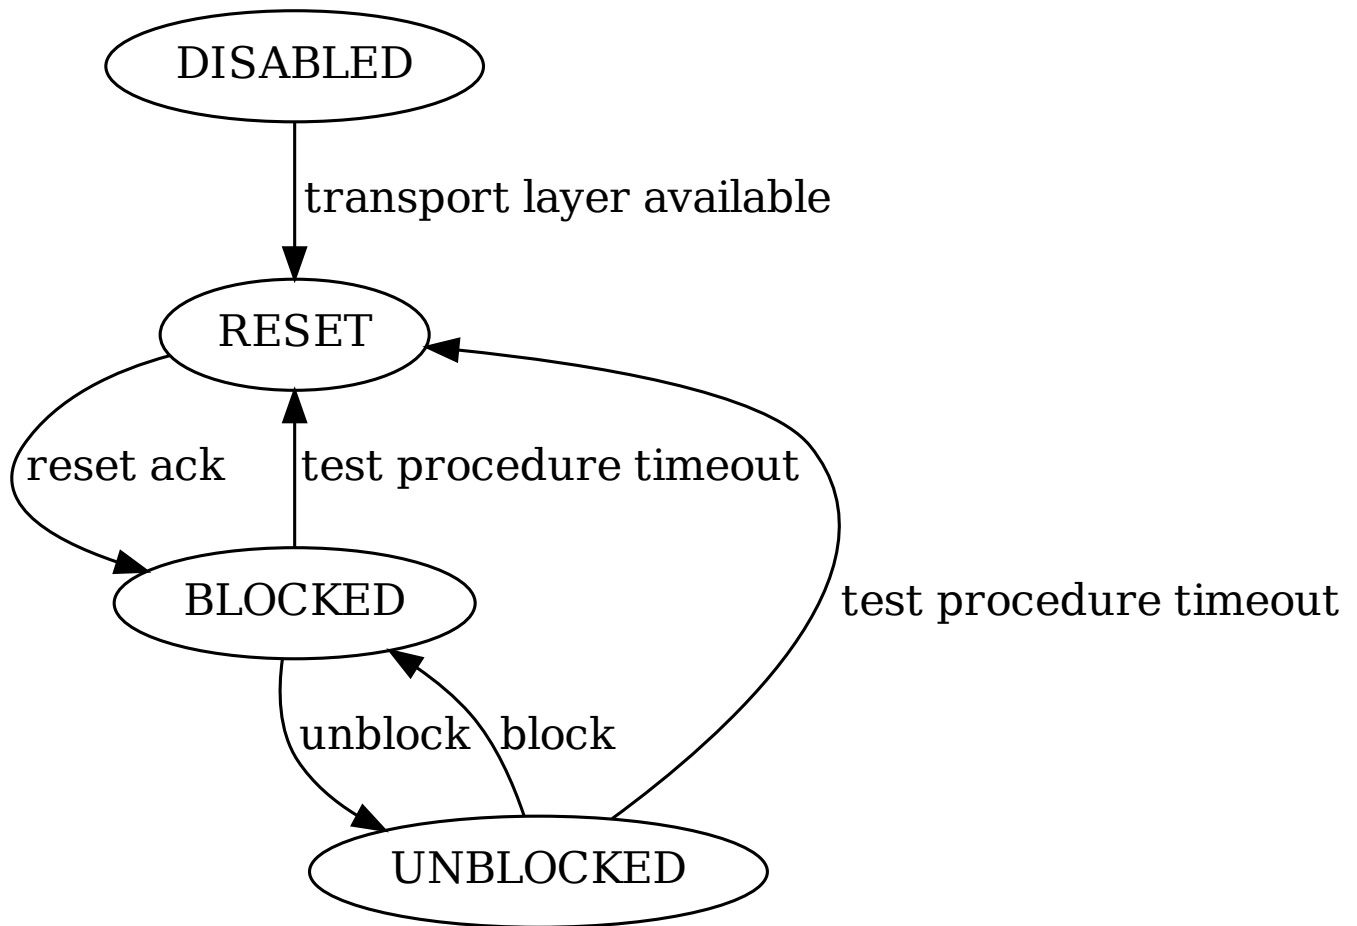 DISABLED
transport layer available
RESET
reset ack
test procedure timeout
BLOCKED
test procedure timeout
unblock
block
UNBLOCKED